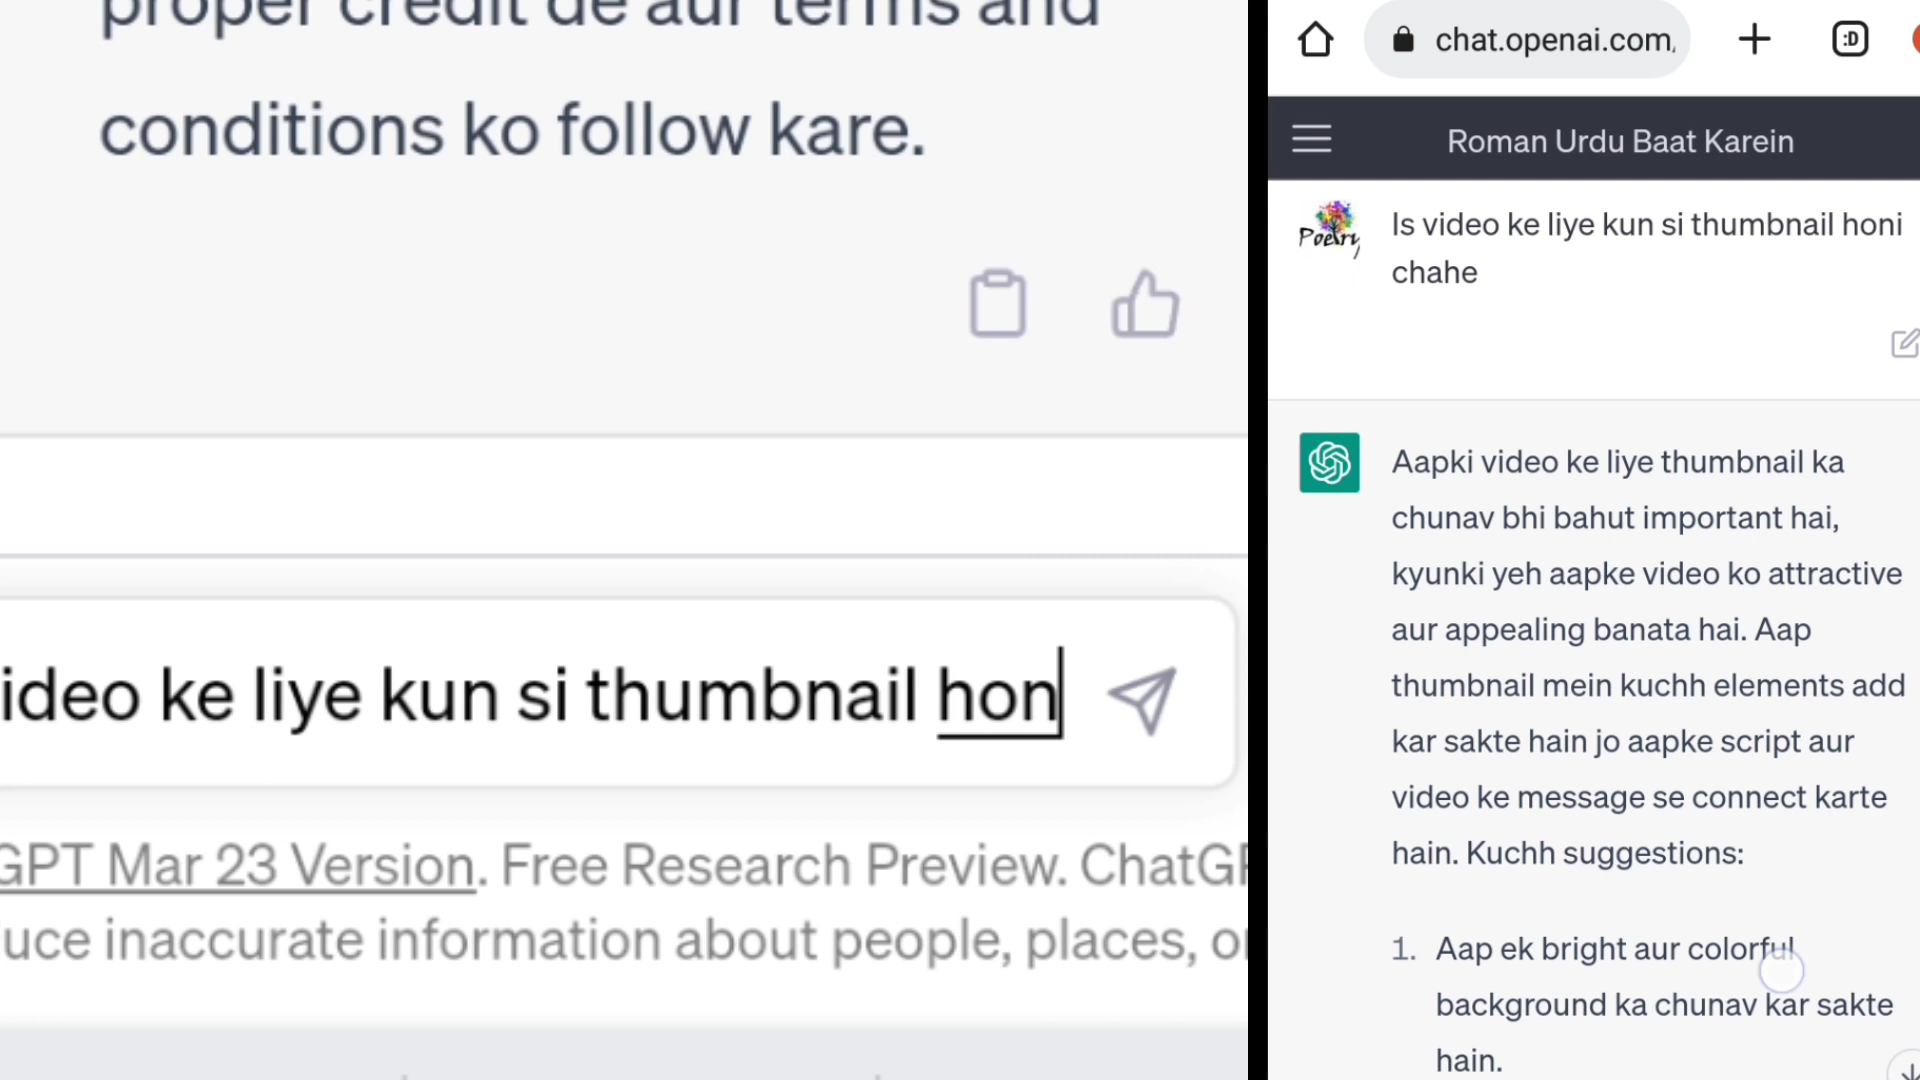 proper credit de aur terms and
conditions ko follow kare.
ideo ke liye kun si thumbnail hon
GPT Mar 23 Version. Free Research Preview. ChatG
uce inaccurate information about people, places, or
chat.openai.com
:D
Roman Urdu Baat Karein
Poetry
Is video ke liye kun si thumbnail honi
chahe
Aapki video ke liye thumbnail ka
chunav bhi bahut important hai,
kyunki yeh aapke video ko attractive
aur appealing banata hai. Aap
thumbnail mein kuchh elements add
kar sakte hain jo aapke script aur
video ke message se connect karte
hain. Kuchh suggestions:
1. Aap ek bright aur colorful
background ka chunav kar sakte
hain.